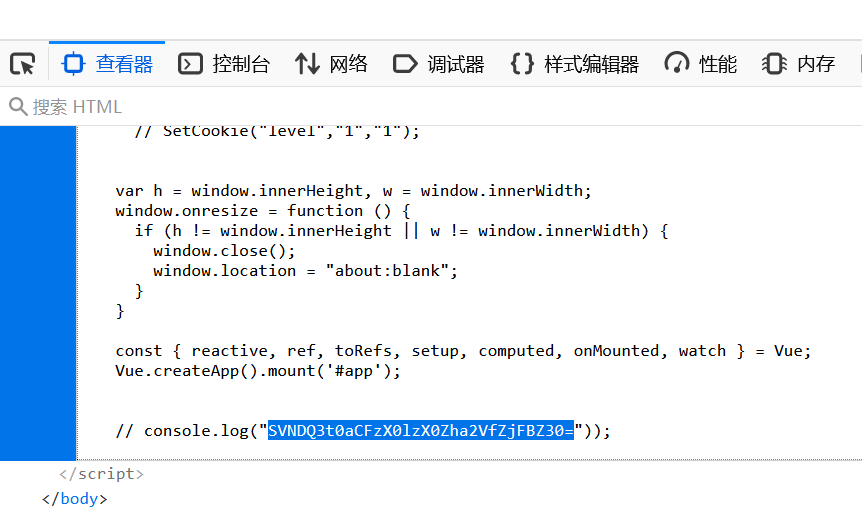 查看器 控制台 网络 调试器 {} 样式编辑器 性能 内存
搜索 HTML
// SetCookie("level","1","1");
var h = window.innerHeight, w = window.innerWidth;
window.onresize = function () {
if (h != window.innerHeight || w != window.innerWidth) {
window.close();
window.location = "about:blank";
}
}
const { reactive, ref, toRefs, setup, computed, onMounted, watch } = Vue;
Vue.createApp().mount('#app');
// console.log("SVNDQ3t0aCFzX0lzX0Zha2VfZjFBZ30="));
</script>
</body>